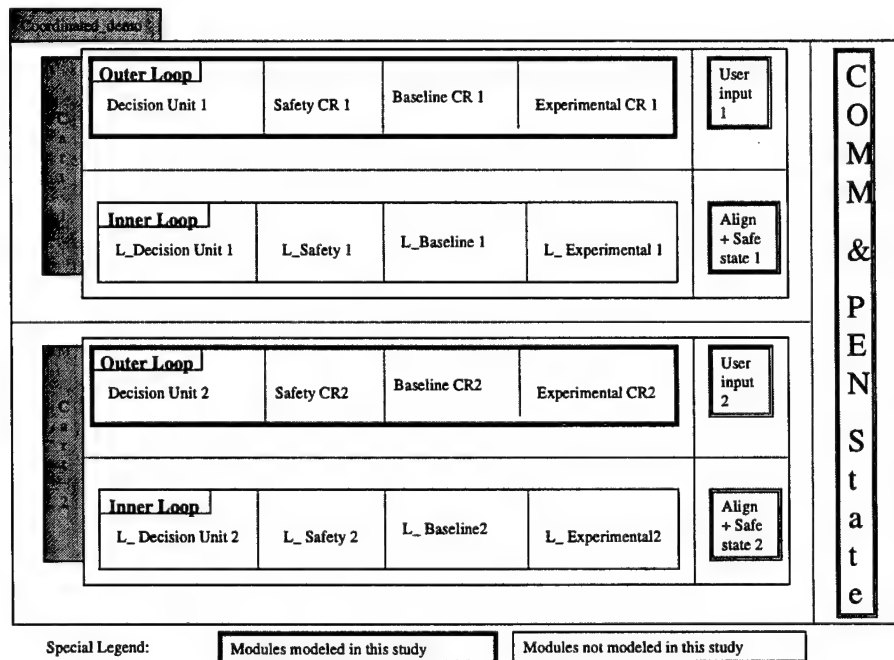 Coordinated_demo
Outer Loop
Decision Unit 1
Safety CR 1
Baseline CR 1
Experimental CR 1
User
input
1
Inner Loop
L_Decision Unit 1
L_Safety 1
L_Baseline 1
L_ Experimental 1
Align
+ Safe
state 1
Outer Loop
Decision Unit 2
Safety CR2
Baseline CR2
Experimental CR2
User
input
2
Inner Loop
L_ Decision Unit 2
L_ Safety 2
L_ Baseline2
L_ Experimental2
Align
+ Safe
state 2
COMM & PEN State
Special Legend:
Modules modeled in this study
Modules not modeled in this study